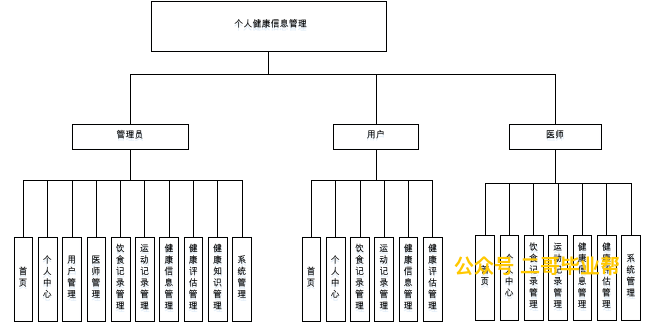 个人健康信息管理
管理员
用户
医师
首页
个人中心
用户管理
医师管理
饮食记录管理
运动记录管理
健康信息管理
健康评估管理
健康知识管理
系统管理
首页
个人中心
饮食记录管理
运动记录管理
健康信息管理
健康评估管理
首页
个人中心
饮食记录管理
运动记录管理
健康信息管理
健康评估管理
系统管理
公众号 二哥毕业帮